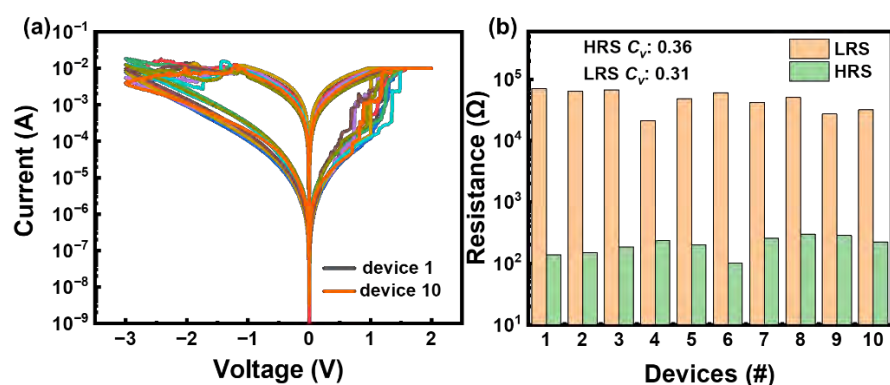 (a)
10⁻¹
10⁻²
10⁻³
10⁻⁴
10⁻⁵
10⁻⁶
10⁻⁷
10⁻⁸
10⁻⁹
Current (A)
device 1
device 10
−3 −2 −1 0 1 2
Voltage (V)
(b)
HRS Cᵥ: 0.36
LRS Cᵥ: 0.31
LRS
HRS
10⁵
10⁴
10³
10²
10¹
Resistance (Ω)
1 2 3 4 5 6 7 8 9 10
Devices (#)